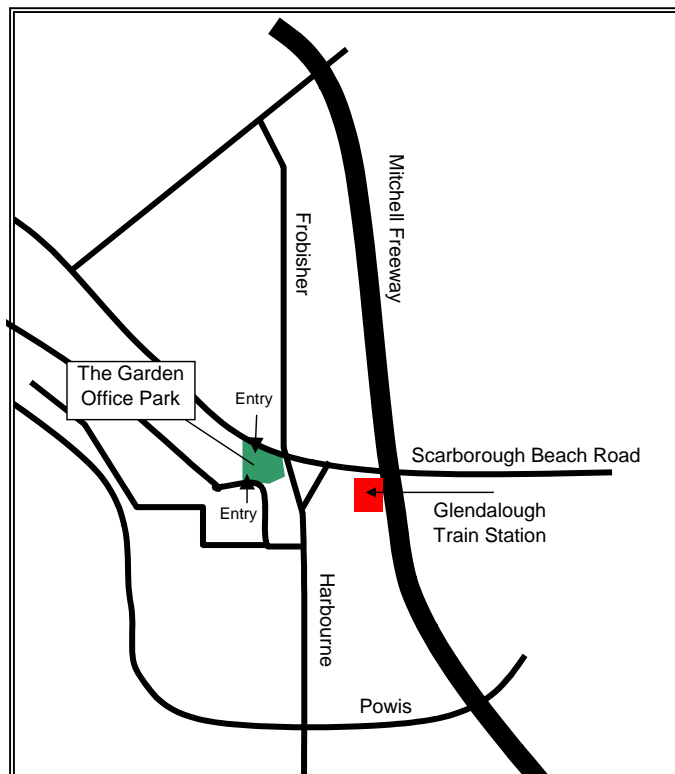 Mitchell Freeway
Frobisher
The Garden
Office Park
Entry
Scarborough Beach Road
Glendalough
Train Station
Entry
Harbourne
Powis